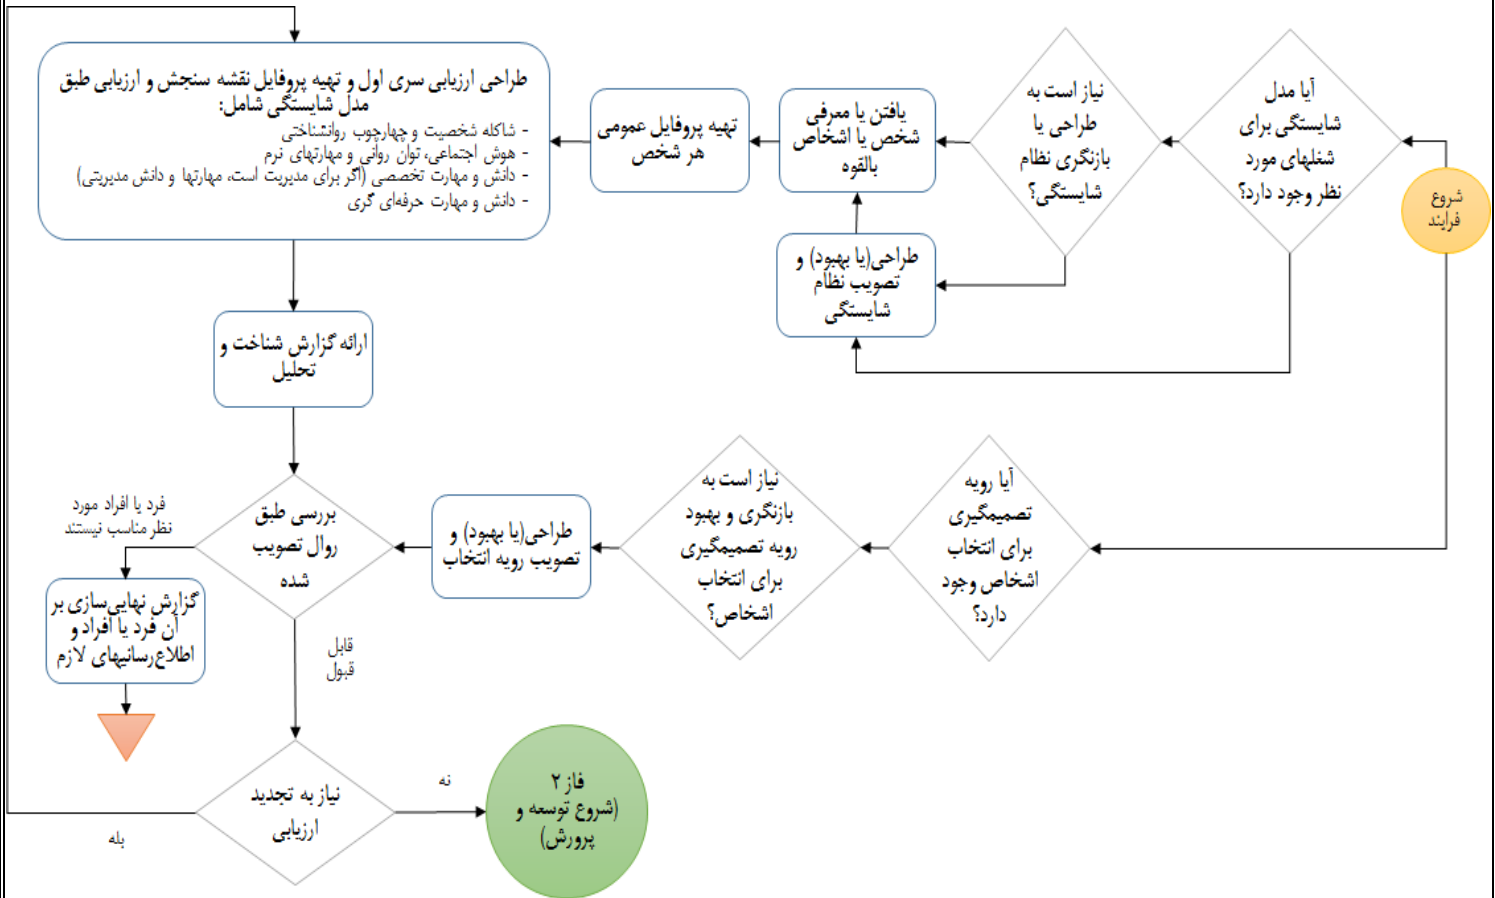 شروع
فرایند
آیا مدل
شایستگی برای
شغلهای مورد
نظر وجود دارد؟
نیاز است به
طراحی یا
بازنگری نظام
شایستگی؟
یافتن یا معرفی
شخص یا اشخاص
بالقوه
طراحی(یا بهبود) و
تصویب نظام
شایستگی
تهیه پروفایل عمومی
هر شخص
طراحی ارزیابی سری اول و تهیه پروفایل نقشه سنجش و ارزیابی طبق
مدل شایستگی شامل:
- شاکله شخصیت و چهارچوب روانشناختی
- هوش اجتماعی، توان روانی و مهارتهای نرم
- دانش و مهارت تخصصی (اگر برای مدیریت است، مهارتها و دانش مدیریتی)
- دانش و مهارت حرفه‌ای گری
ارائه گزارش شناخت و
تحلیل
آیا رویه
تصمیمگیری
برای انتخاب
اشخاص وجود
دارد؟
نیاز است به
بازنگری و بهبود
رویه تصمیمگیری
برای انتخاب
اشخاص؟
طراحی(یا بهبود) و
تصویب رویه انتخاب
بررسی طبق
روال تصویب
شده
فرد یا افراد مورد
نظر مناسب نیستند
گزارش نهایی‌سازی بر
آن فرد یا افراد و
اطلاع‌رسانیهای لازم
قابل
قبول
نیاز به تجدید
ارزیابی
بله
نه
فاز ۲
(شروع توسعه و
پرورش)